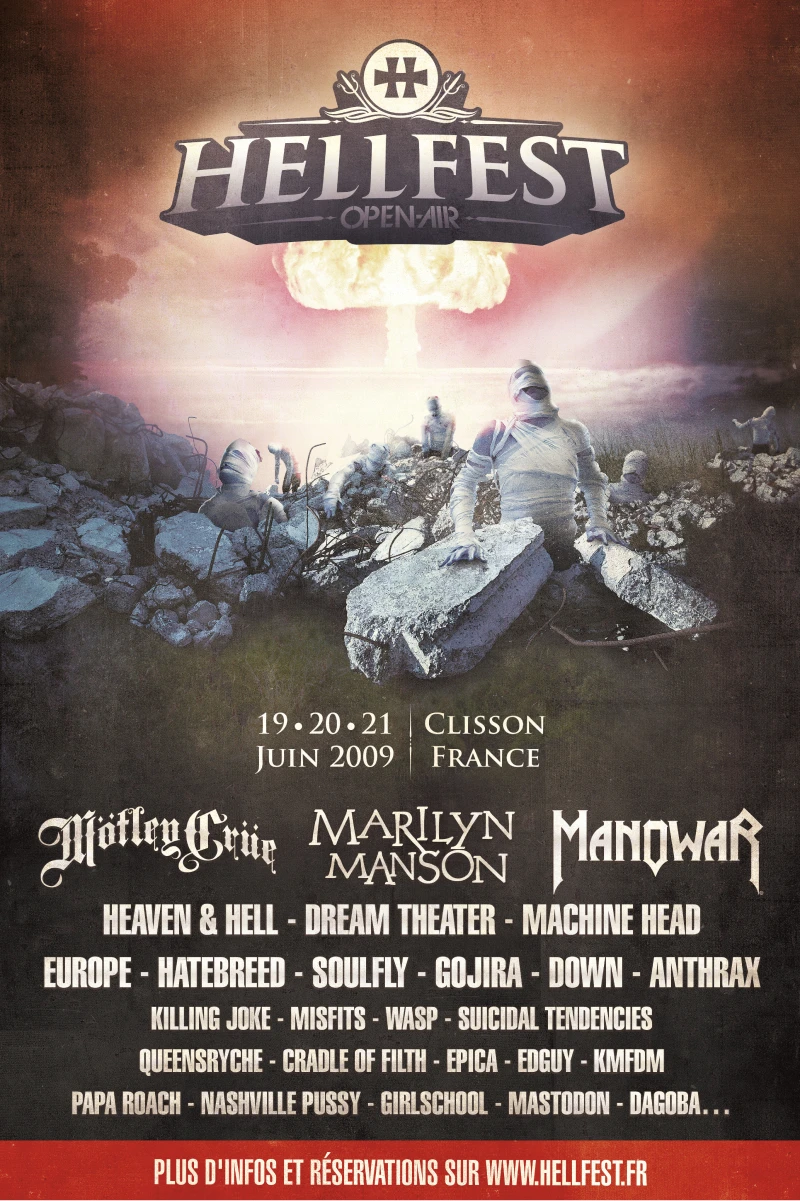 H
HELLFEST
OPEN-AIR
19•20•21 | CLISSON
JUIN 2009 | FRANCE
Mötley Crüe MARILYN MANSON MANOWAR
HEAVEN & HELL - DREAM THEATER - MACHINE HEAD
EUROPE - HATEBREED - SOULFLY - GOJIRA - DOWN - ANTHRAX
KILLING JOKE - MISFITS - WASP - SUICIDAL TENDENCIES
QUEENSRYCHE - CRADLE OF FILTH - EPICA - EDGUY - KMFDM
PAPA ROACH - NASHVILLE PUSSY - GIRLSCHOOL - MASTODON - DAGOBA...
PLUS D'INFOS ET RÉSERVATIONS SUR WWW.HELLFEST.FR